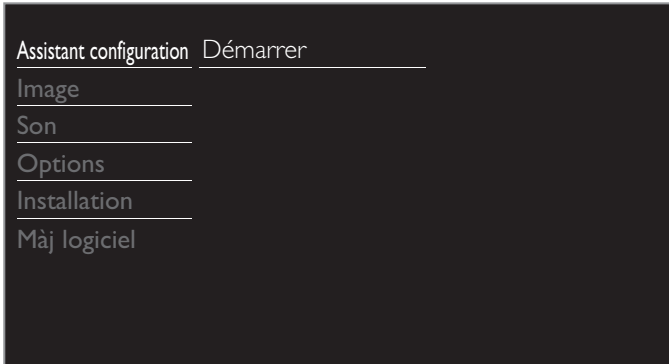 Assistant configuration Démarrer
Image
Son
Options
Installation
Màj logiciel